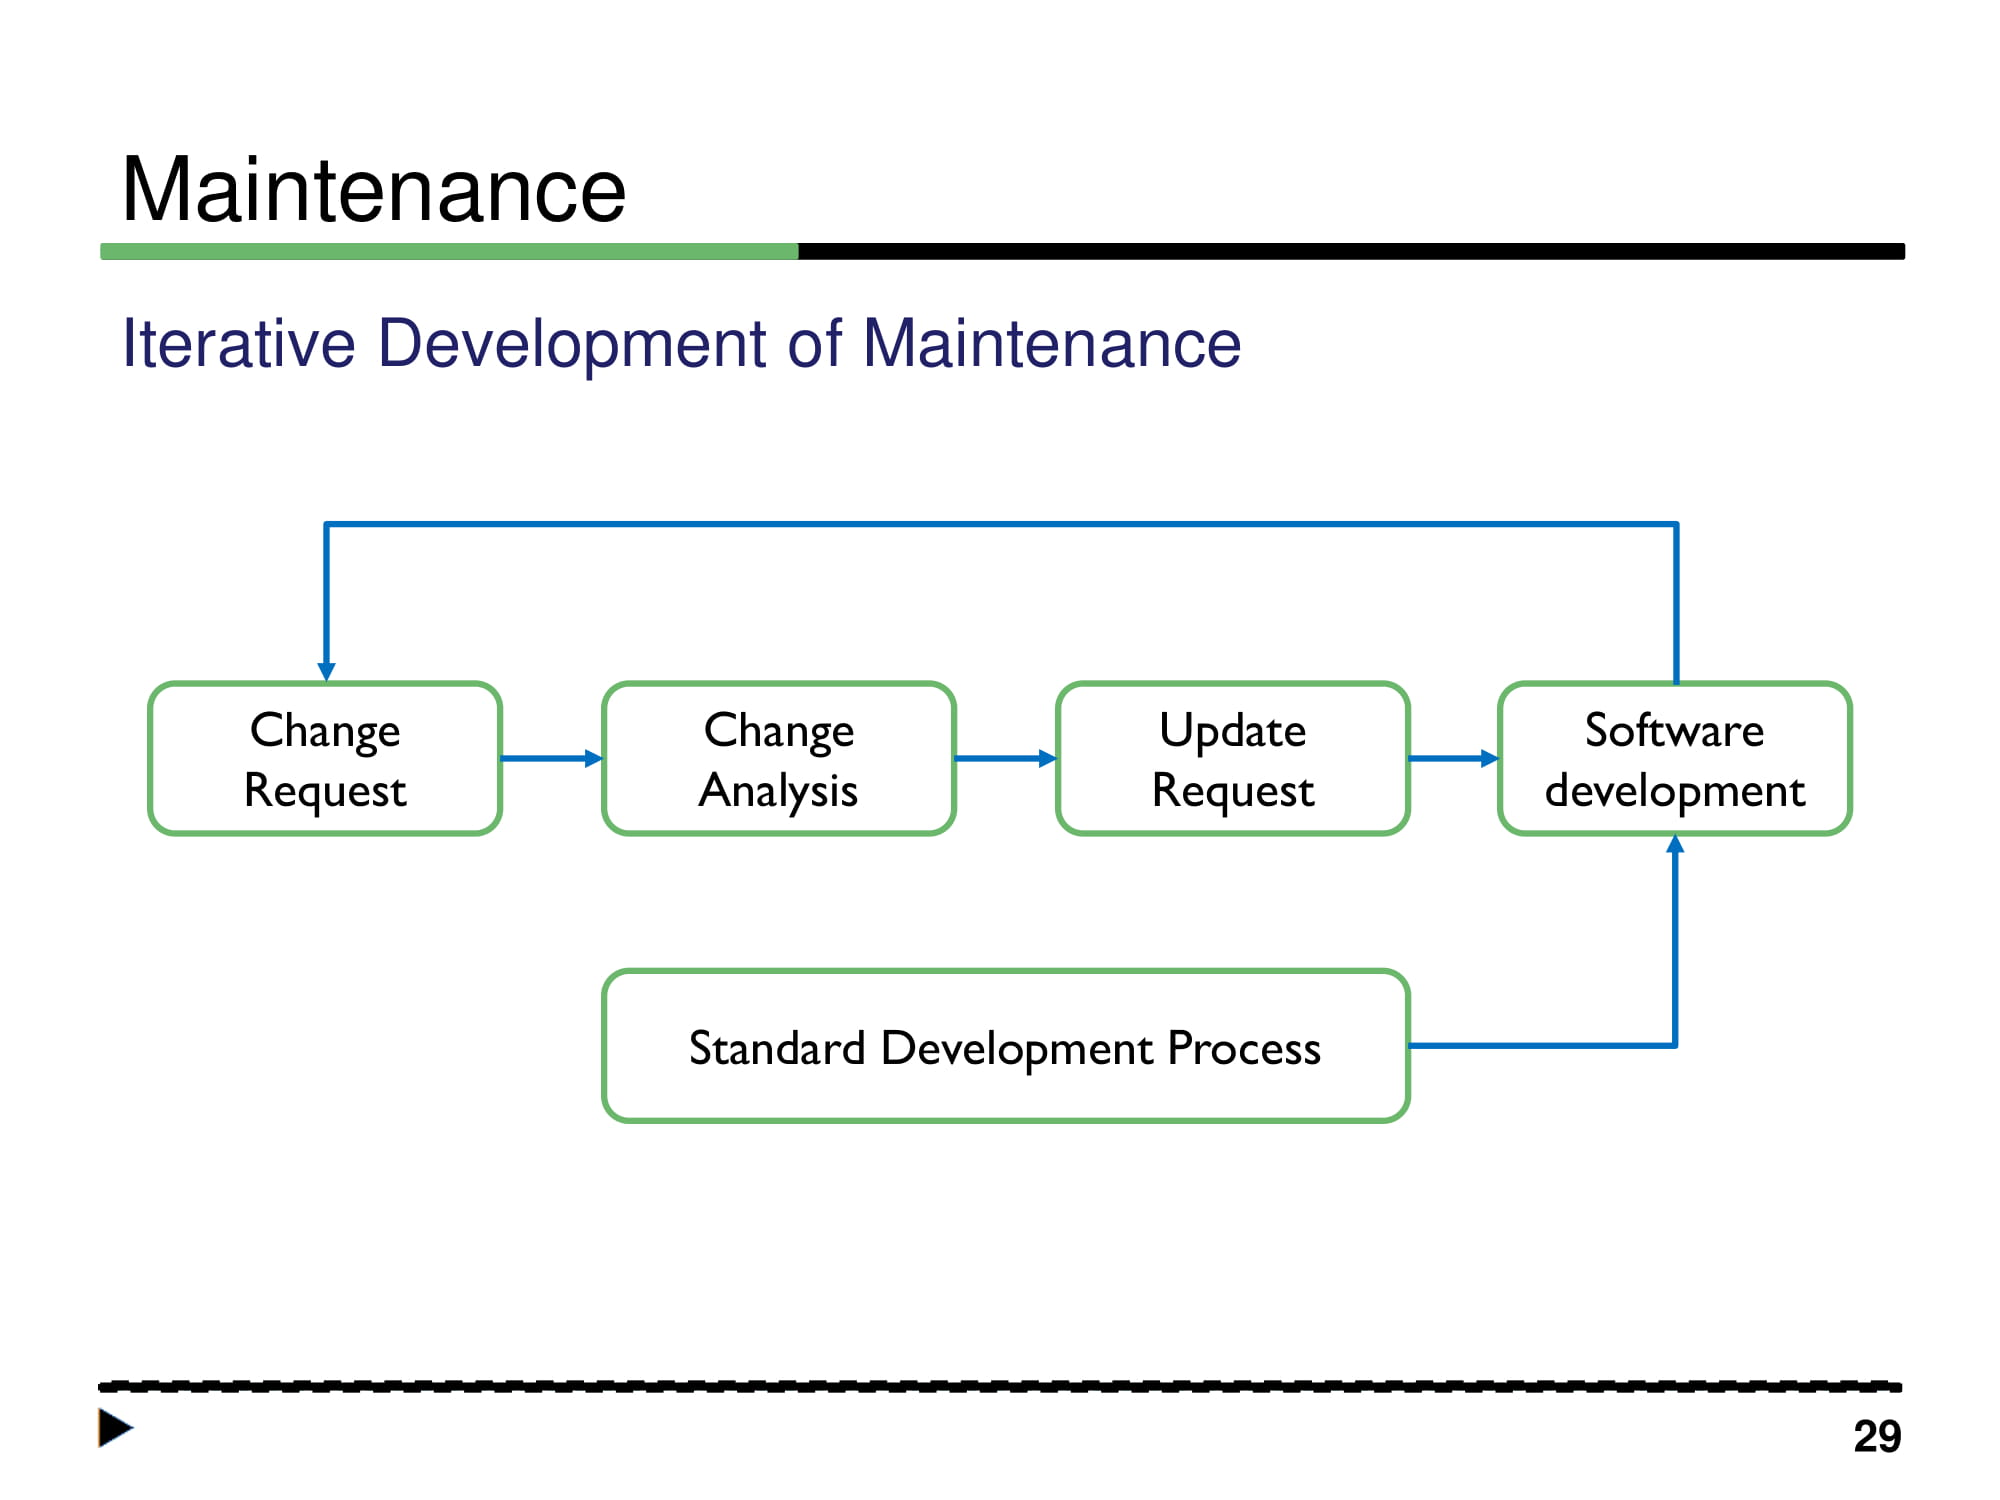 Maintenance
Iterative Development of Maintenance
Change
Request
Change
Analysis
Update
Request
Software
development
Standard Development Process
29